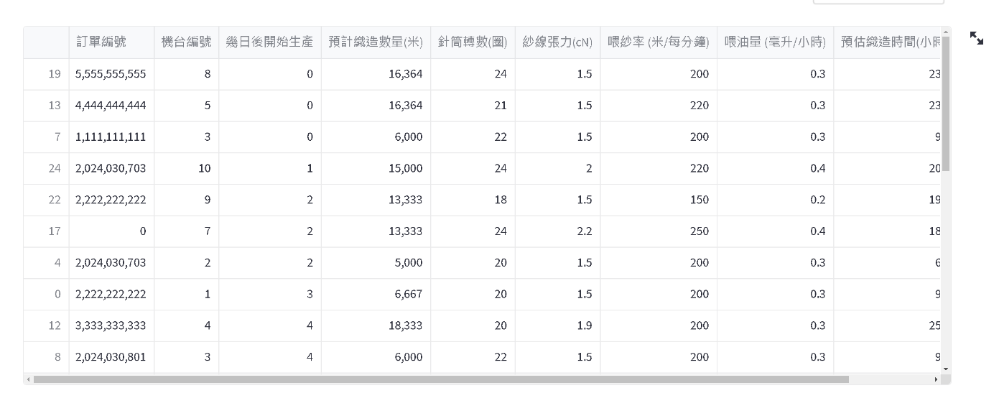 訂單編號 機台編號 幾日後開始生產 預計織造數量(米) 針筒轉數(圈) 紗線張力(cN) 喂紗率 (米/每分鐘) 喂油量 (毫升/小時) 預估織造時間(小時
19 5,555,555,555 8 0 16,364 24 1.5 200 0.3 23
13 4,444,444,444 5 0 16,364 21 1.5 220 0.3 23
7 1,111,111,111 3 0 6,000 22 1.5 200 0.3 9
24 2,024,030,703 10 1 15,000 24 2 220 0.4 20
22 2,222,222,222 9 2 13,333 18 1.5 150 0.2 19
17 0 7 2 13,333 24 2.2 250 0.4 18
4 2,024,030,703 2 2 5,000 20 1.5 200 0.3 6
0 2,222,222,222 1 3 6,667 20 1.5 200 0.3 9
12 3,333,333,333 4 4 18,333 20 1.9 200 0.3 25
8 2,024,030,801 3 4 6,000 22 1.5 200 0.3 9